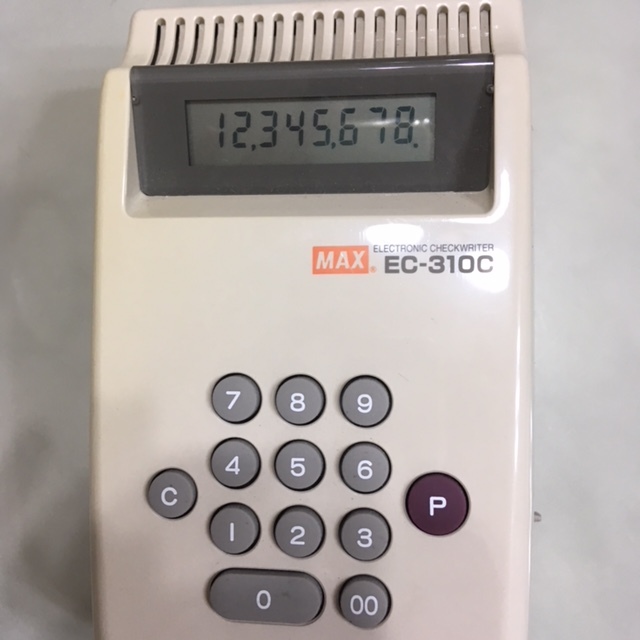 12,345,678.
ELECTRONIC CHECKWRITER
MAX. EC-310C
7 8 9
4 5 6
C P
1 2 3
0 00